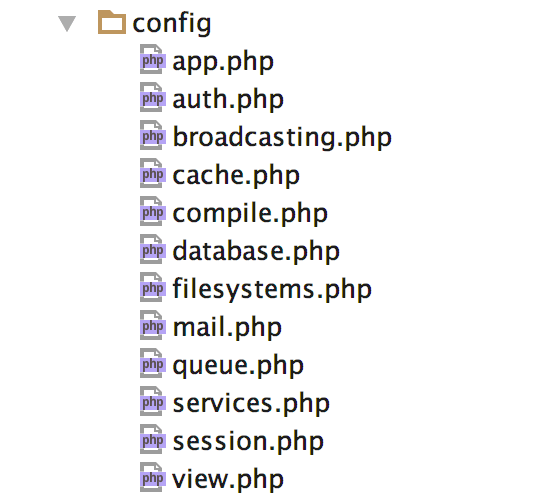 config
php app.php
php auth.php
php broadcasting.php
php cache.php
php compile.php
php database.php
php filesystems.php
php mail.php
php queue.php
php services.php
php session.php
php view.php